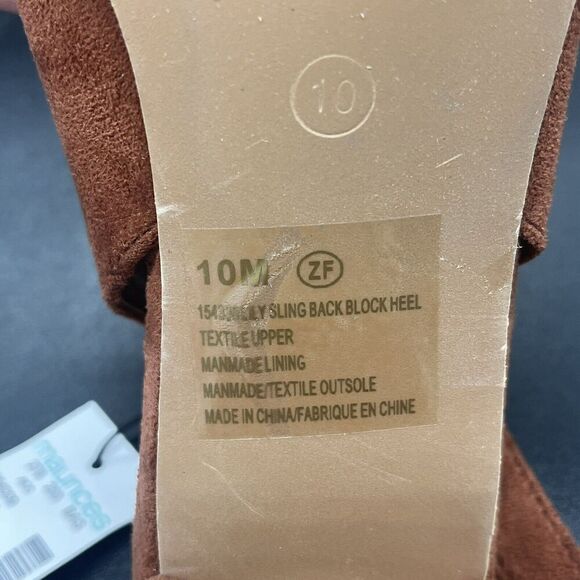 10
10M ZF
SLING BACK BLOCK HEEL
TEXTILE UPPER
MANMADE LINING
MANMADE/TEXTILE OUTSOLE
MADE IN CHINA/FABRIQUE EN CHINE
maurices